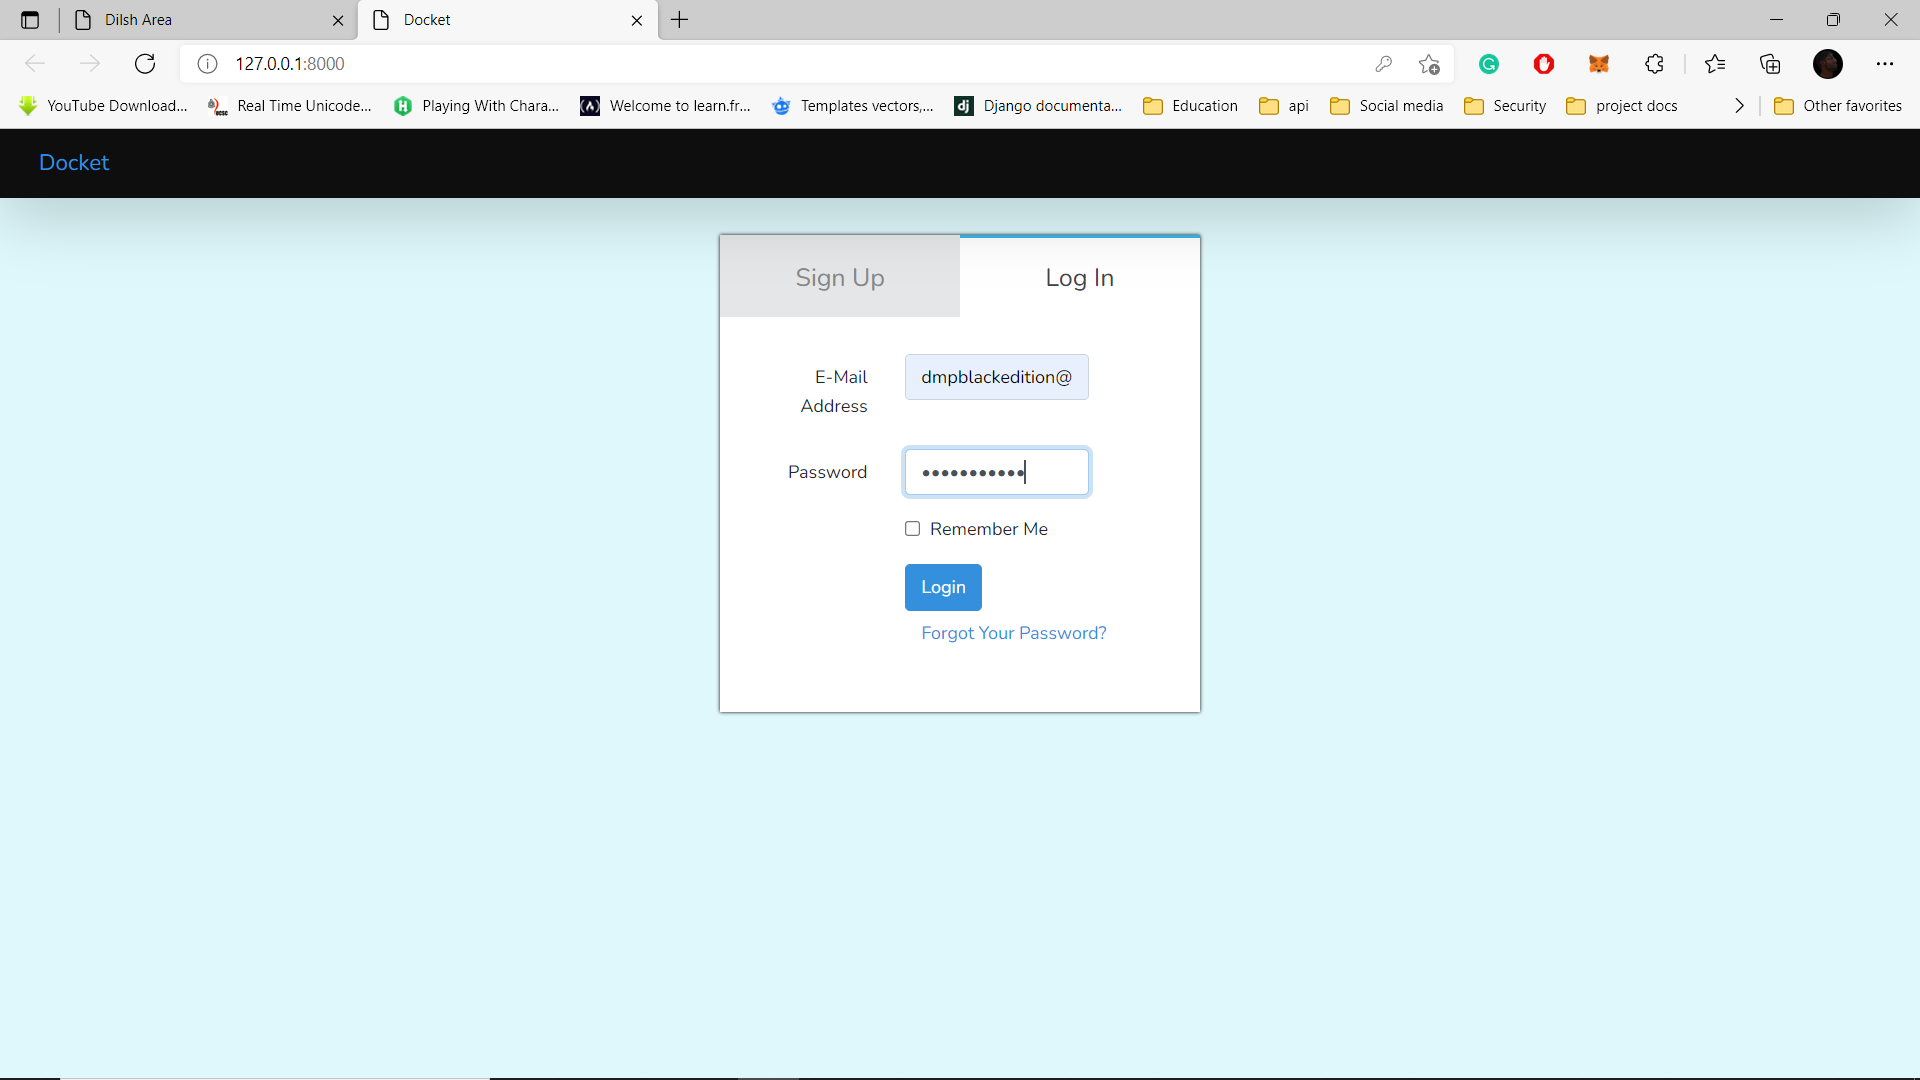 Dilsh Area
Docket
127.0.0.1:8000
YouTube Download...
Real Time Unicode...
Playing With Chara...
Welcome to learn.fr...
Templates vectors,...
Django documenta...
Education
api
Social media
Security
project docs
Other favorites
Docket
Sign Up
Log In
E-Mail
Address
dmpblackedition@
Password
Remember Me
Login
Forgot Your Password?